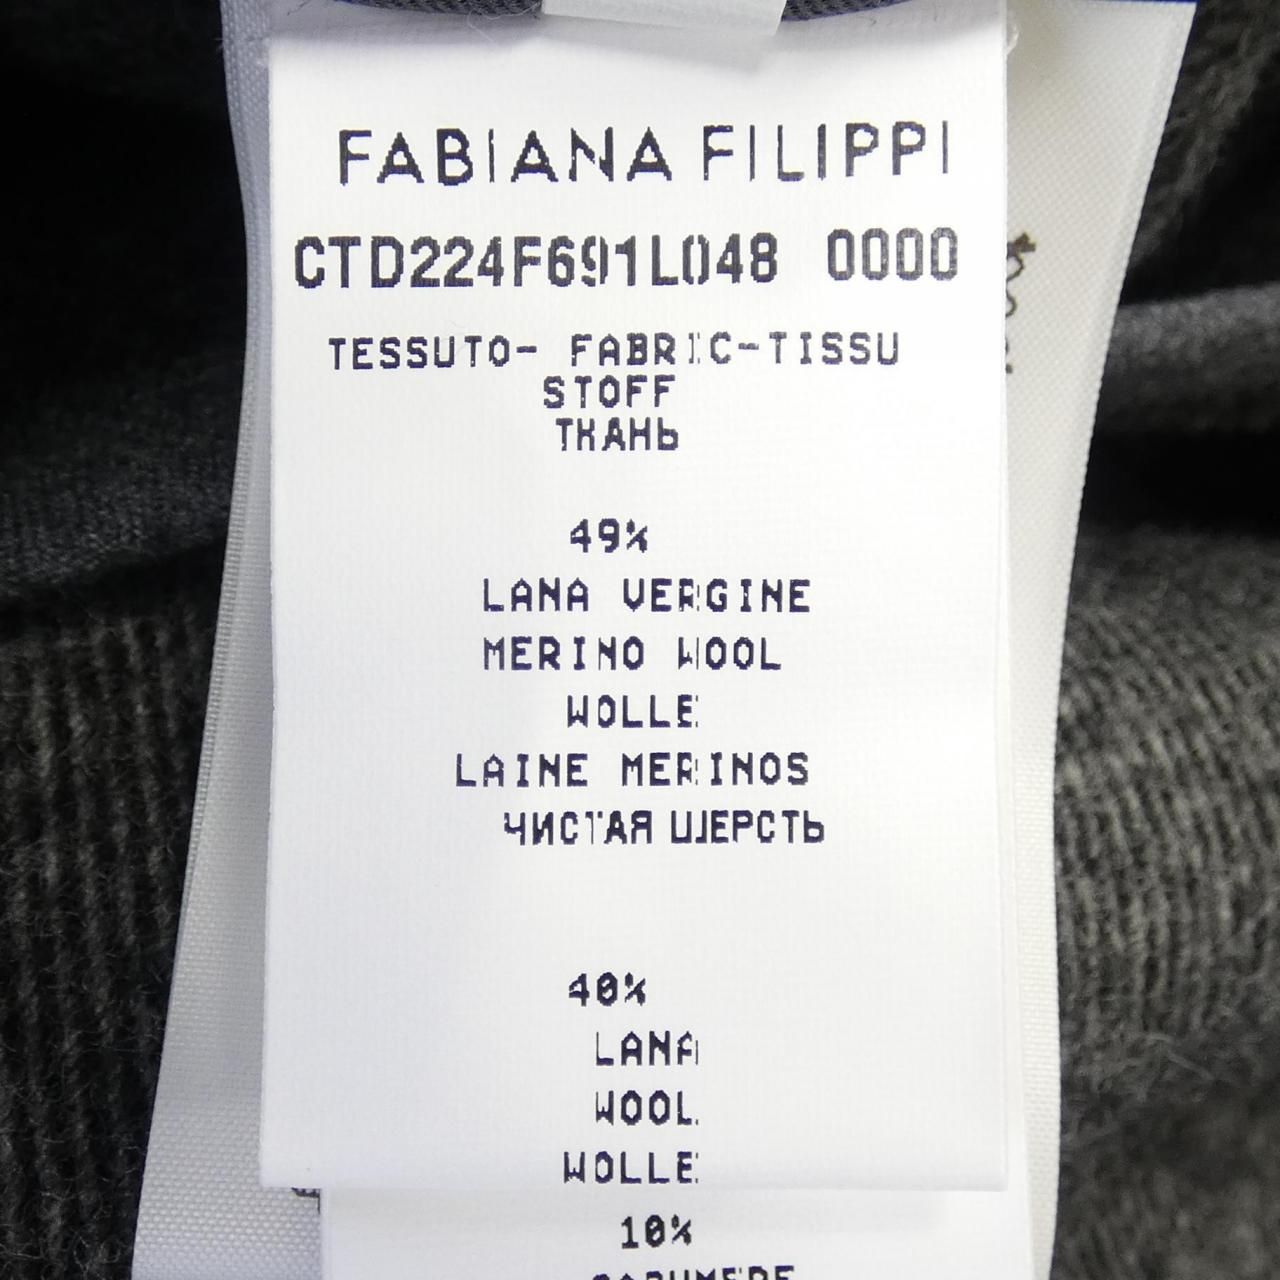 FABIANA FILIPPI
CTD224F691L048 0000
TESSUTO- FABRIC-TISSU
STOFF
ТКАНЬ
49%
LANA VERGINE
MERINO WOOL
WOLLE
LAINE MERINOS
ЧИСТАЯ ШЕРСТЬ
40%
LANA
WOOL
WOLLE
10%
CASHMERE